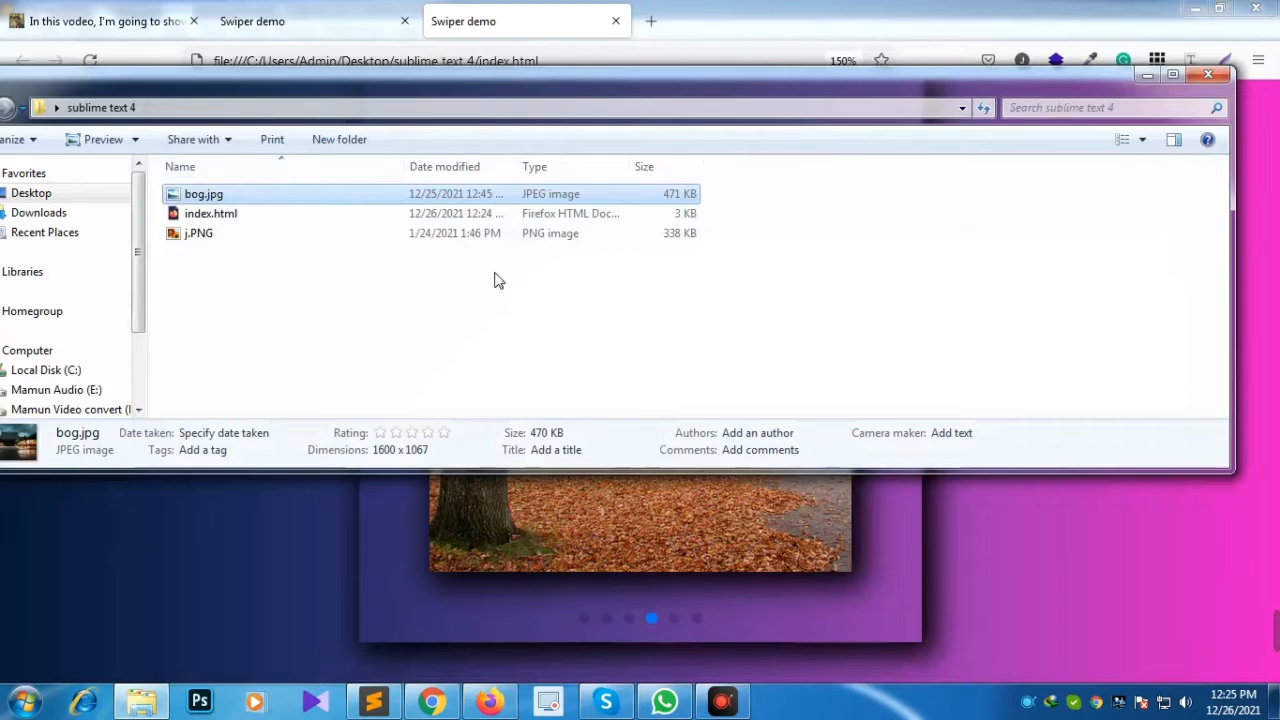 In this vodeo, I'm going to show
Swiper demo
Swiper demo
file:///C:/Users/Admin/Desktop/sublime text 4/index.html
150%
sublime text 4
Search sublime text 4
anize
Preview
Share with
Print
New folder
Favorites
Desktop
Downloads
Recent Places
Libraries
Homegroup
Computer
Local Disk (C:)
Mamun Audio (E:)
Mamun Video convert (
Name Date modified Type Size
bog.jpg 12/25/2021 12:45 ... JPEG image 471 KB
index.html 12/26/2021 12:24 ... Firefox HTML Doc... 3 KB
j.PNG 1/24/2021 1:46 PM PNG image 338 KB
bog.jpg Date taken: Specify date taken Rating: Size: 470 KB Authors: Add an author Camera maker: Add text
JPEG image Tags: Add a tag Dimensions: 1600 x 1067 Title: Add a title Comments: Add comments
Ps
12:25 PM
12/26/2021